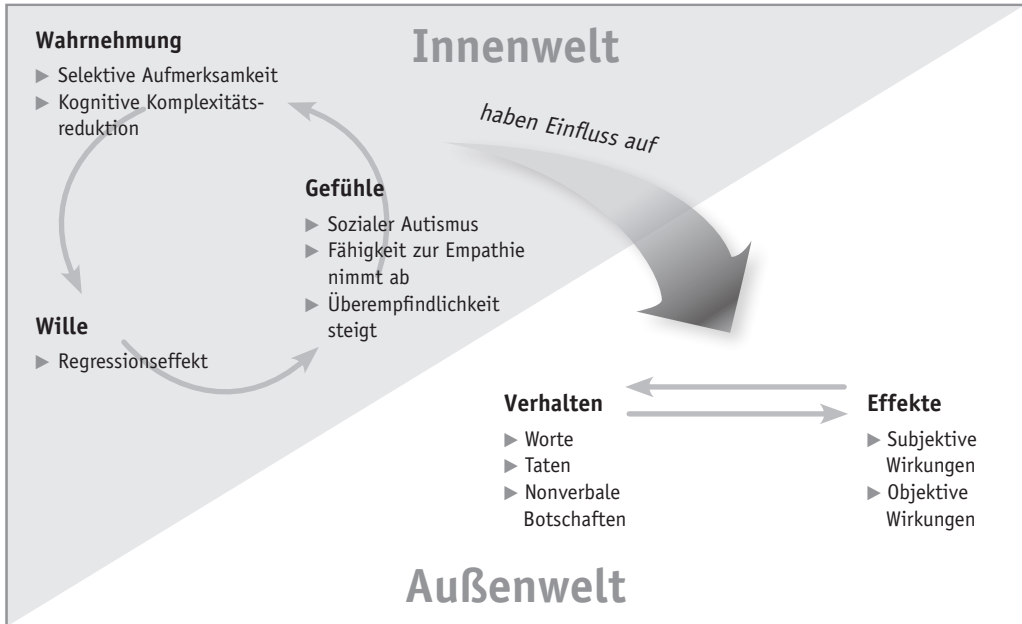 Innenwelt
Wahrnehmung
▶ Selektive Aufmerksamkeit
▶ Kognitive Komplexitäts-
reduktion
haben Einfluss auf
Gefühle
▶ Sozialer Autismus
▶ Fähigkeit zur Empathie
nimmt ab
▶ Überempfindlichkeit
steigt
Wille
▶ Regressionseffekt
Verhalten
▶ Worte
▶ Taten
▶ Nonverbale
Botschaften
Effekte
▶ Subjektive
Wirkungen
▶ Objektive
Wirkungen
Außenwelt